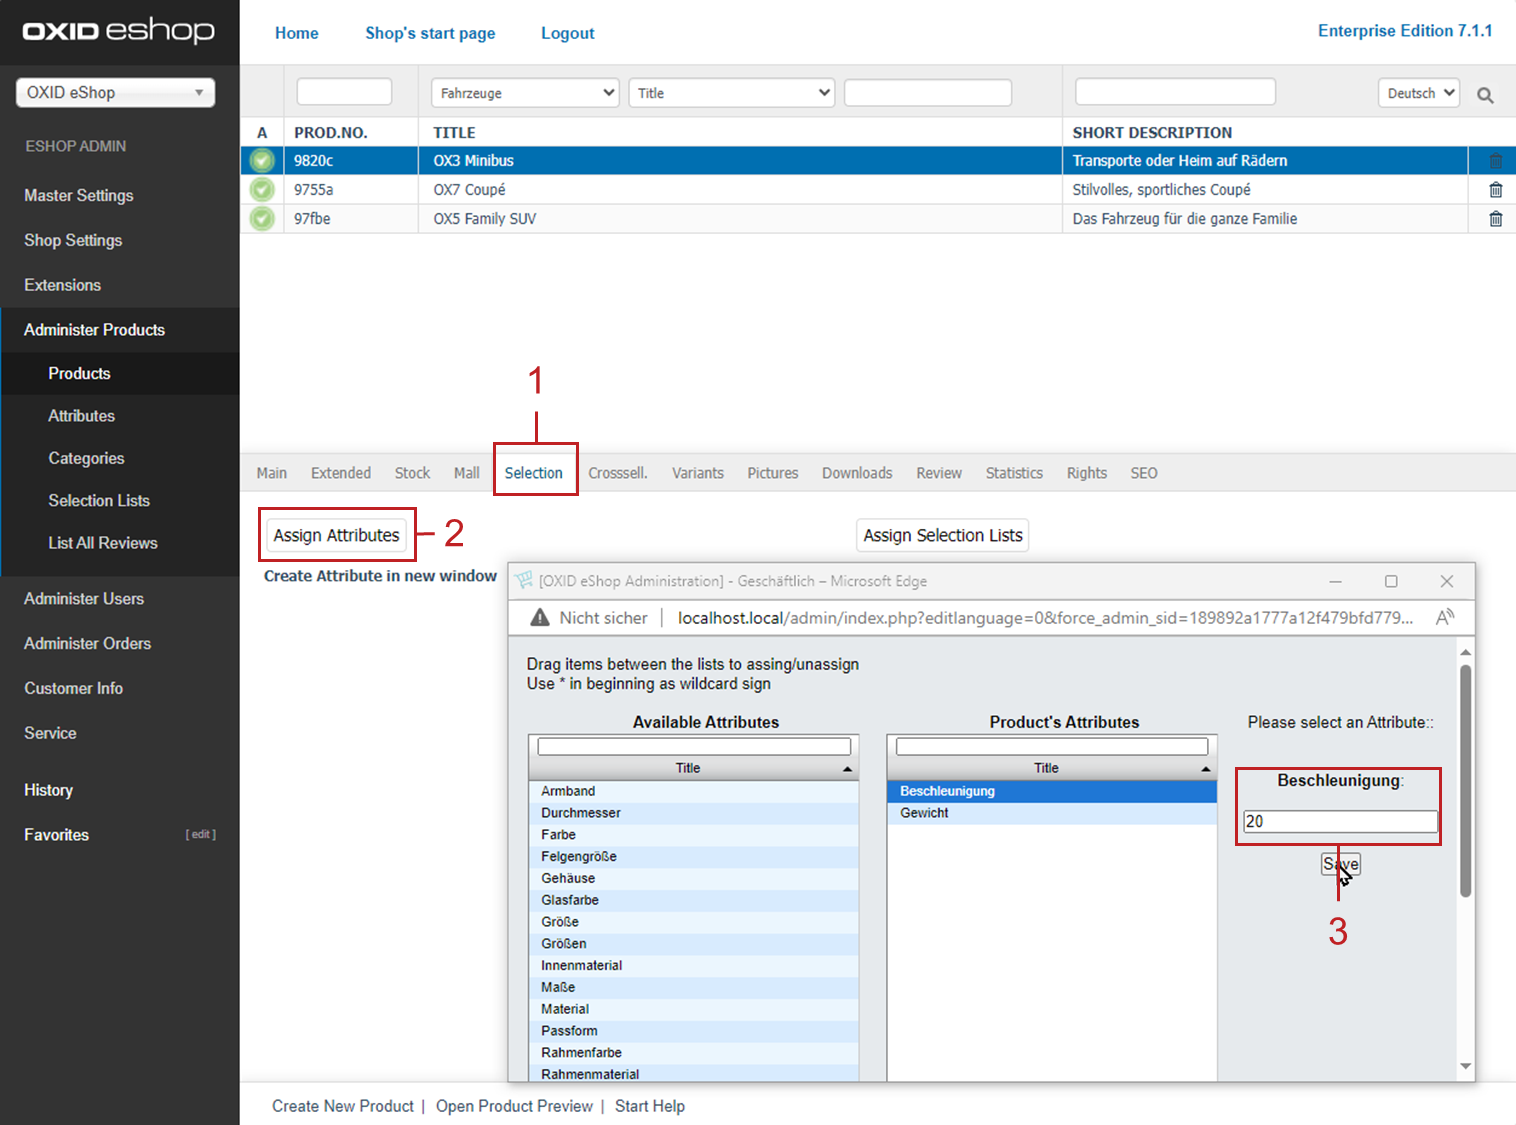 OXID eshop
Home Shop's start page Logout
Enterprise Edition 7.1.1
OXID eShop
Fahrzeuge Title Deutsch
ESHOP ADMIN
Master Settings
Shop Settings
Extensions
Administer Products
Products
Attributes
Categories
Selection Lists
List All Reviews
Administer Users
Administer Orders
Customer Info
Service
History
Favorites [ edit ]
A PROD.NO. TITLE SHORT DESCRIPTION
9820c OX3 Minibus Transporte oder Heim auf Rädern
9755a OX7 Coupé Stilvolles, sportliches Coupé
97fbe OX5 Family SUV Das Fahrzeug für die ganze Familie
1
Main Extended Stock Mall Selection Crosssell. Variants Pictures Downloads Review Statistics Rights SEO
Assign Attributes 2 Assign Selection Lists
Create Attribute in new window
[OXID eShop Administration] - Geschäftlich – Microsoft Edge
Nicht sicher | localhost.local/admin/index.php?editlanguage=0&force_admin_sid=189892a1777a12f479bfd779...
Drag items between the lists to assing/unassign
Use * in beginning as wildcard sign
Available Attributes
Title
Armband
Durchmesser
Farbe
Felgengröße
Gehäuse
Glasfarbe
Größe
Größen
Innenmaterial
Maße
Material
Passform
Rahmenfarbe
Rahmenmaterial
Product's Attributes
Title
Beschleunigung
Gewicht
Please select an Attribute::
Beschleunigung:
20
Save
3
Create New Product | Open Product Preview | Start Help